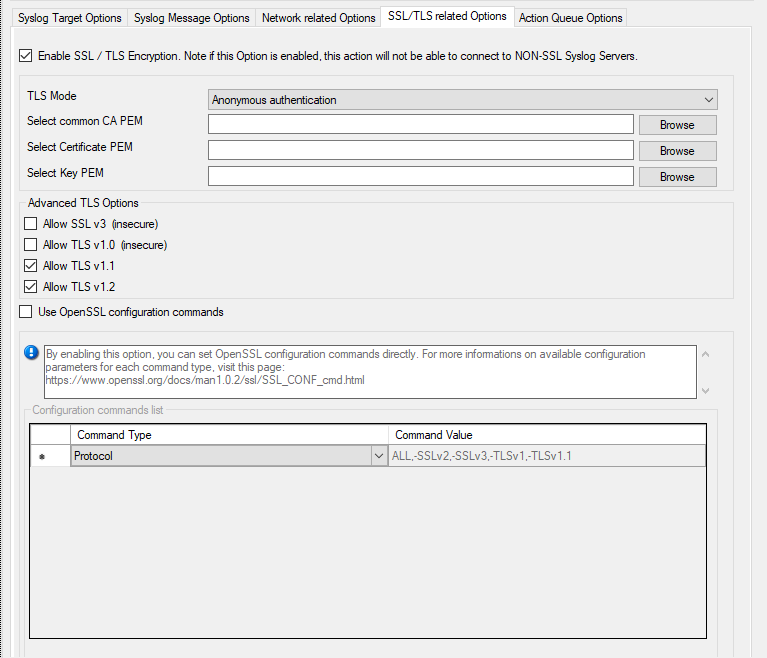 Syslog Target Options Syslog Message Options Network related Options SSL/TLS related Options Action Queue Options
Enable SSL / TLS Encryption. Note if this Option is enabled, this action will not be able to connect to NON-SSL Syslog Servers.
TLS Mode
Anonymous authentication
Select common CA PEM
Browse
Select Certificate PEM
Browse
Select Key PEM
Browse
Advanced TLS Options
Allow SSL v3 (insecure)
Allow TLS v1.0 (insecure)
Allow TLS v1.1
Allow TLS v1.2
Use OpenSSL configuration commands
By enabling this option, you can set OpenSSL configuration commands directly. For more informations on available configuration
parameters for each command type, visit this page:
https://www.openssl.org/docs/man1.0.2/ssl/SSL_CONF_cmd.html
Configuration commands list
Command Type Command Value
Protocol ALL,-SSLv2,-SSLv3,-TLSv1,-TLSv1.1